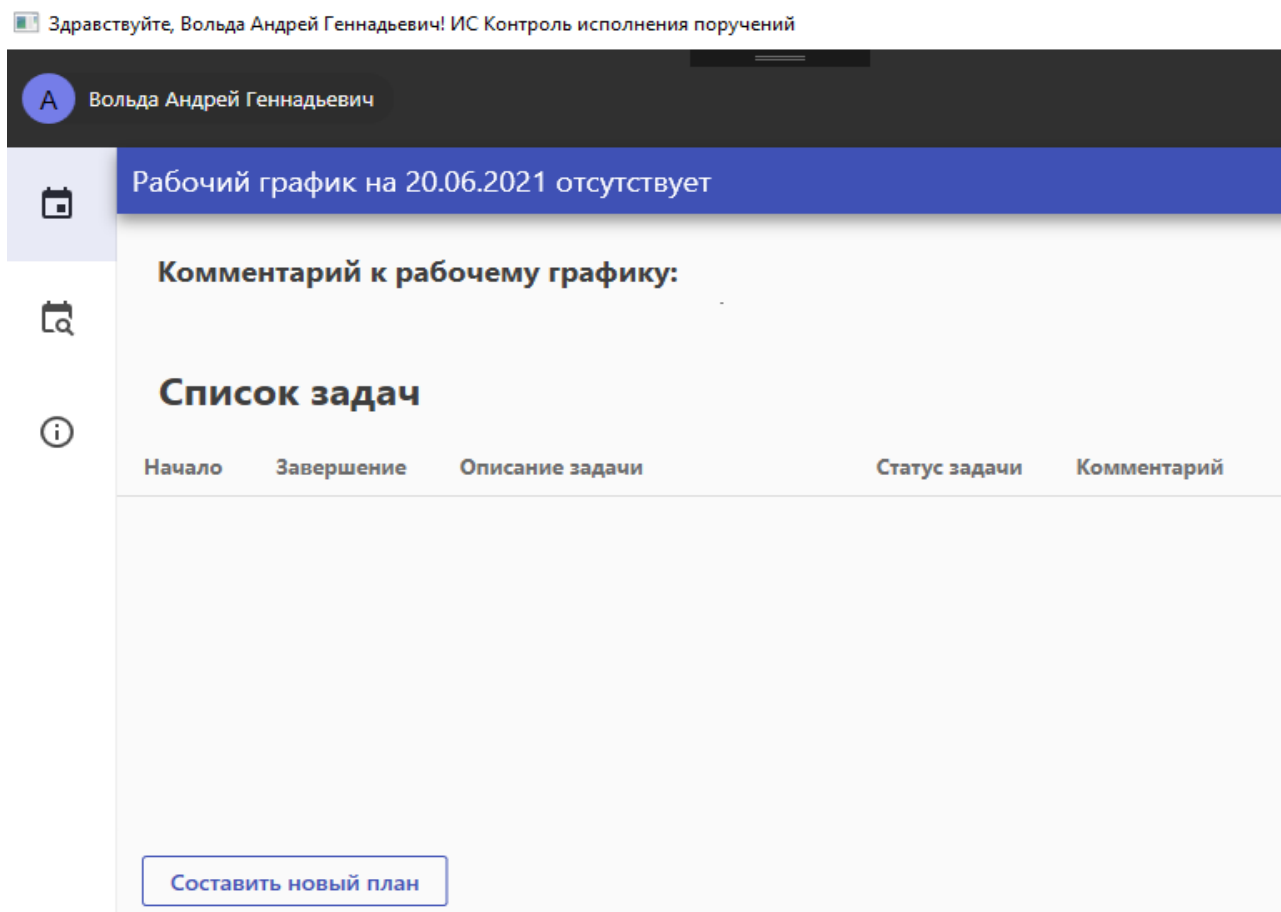 Здравствуйте, Вольда Андрей Геннадьевич! ИС Контроль исполнения поручений
А Вольда Андрей Геннадьевич
Рабочий график на 20.06.2021 отсутствует
Комментарий к рабочему графику:
Список задач
Начало Завершение Описание задачи Статус задачи Комментарий
Составить новый план